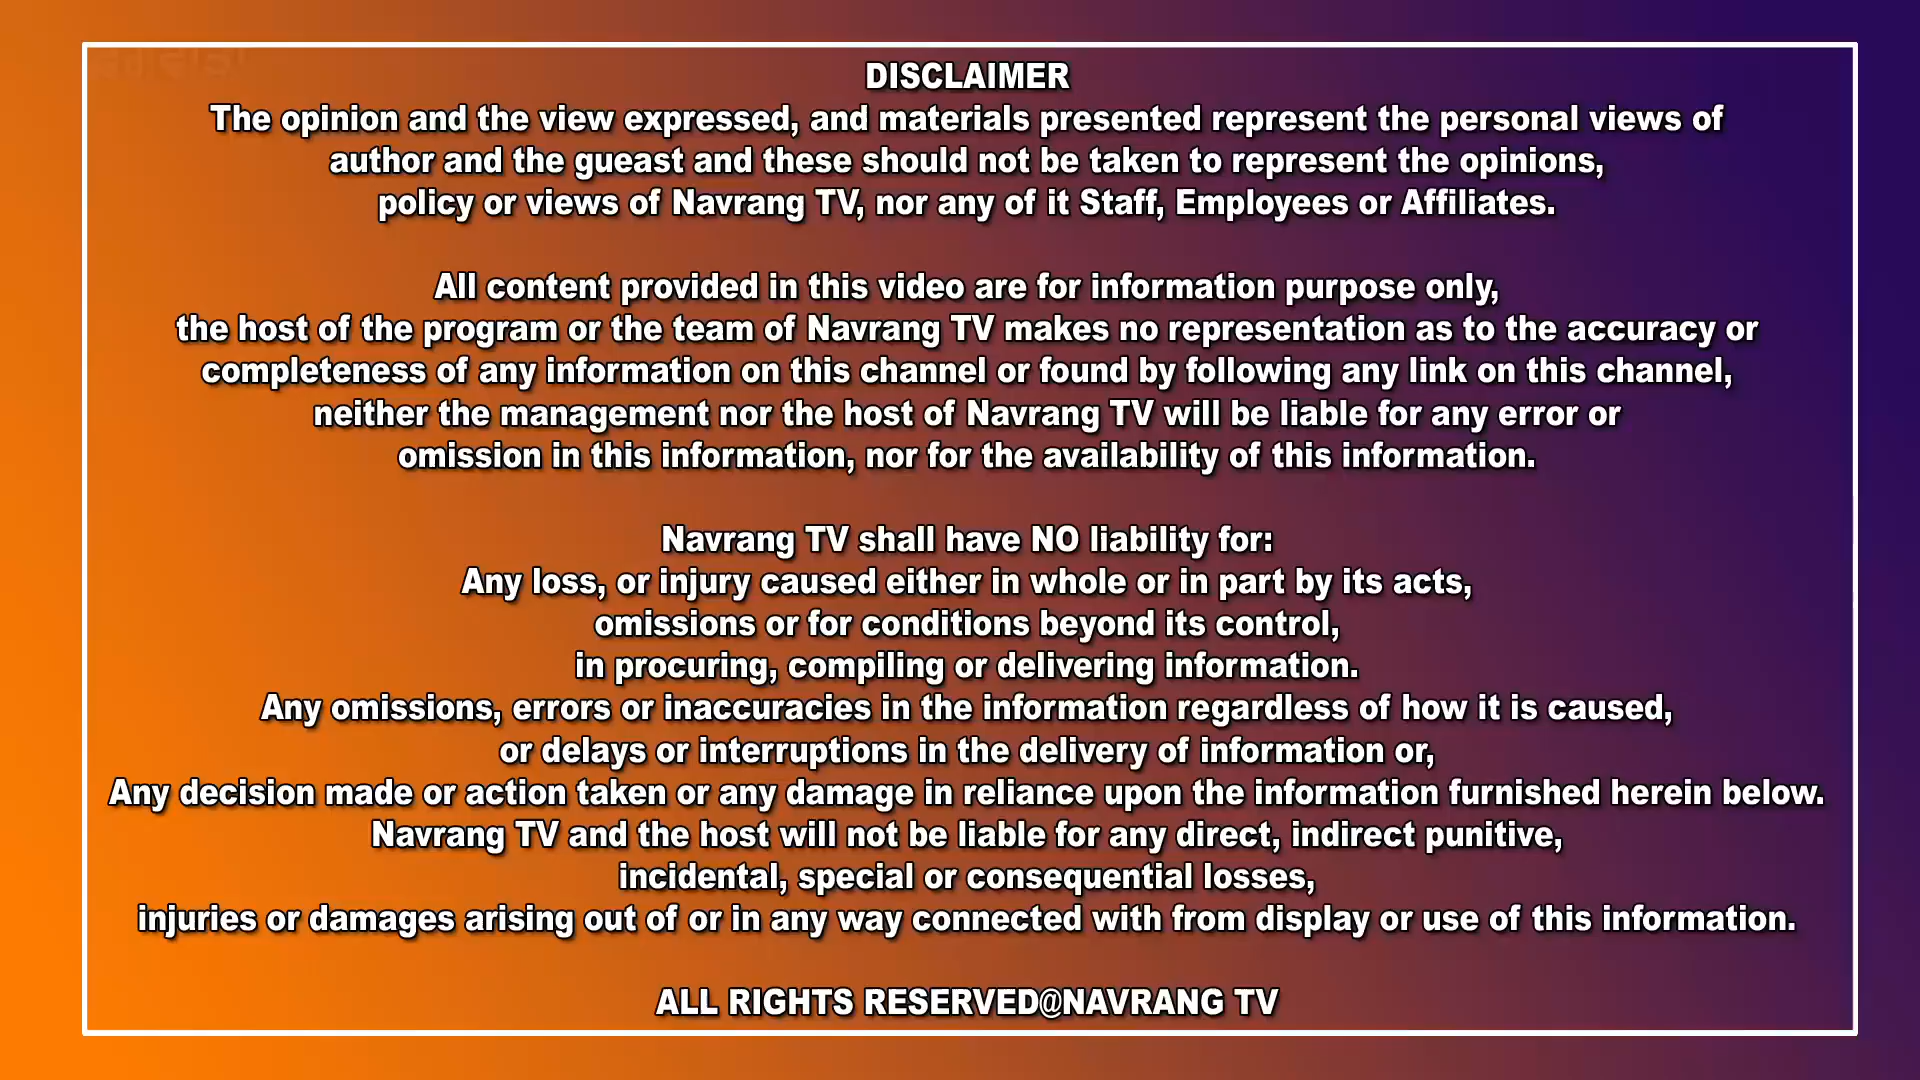 DISCLAIMER
The opinion and the view expressed, and materials presented represent the personal views of
author and the gueast and these should not be taken to represent the opinions,
policy or views of Navrang TV, nor any of it Staff, Employees or Affiliates.
All content provided in this video are for information purpose only,
the host of the program or the team of Navrang TV makes no representation as to the accuracy or
completeness of any information on this channel or found by following any link on this channel,
neither the management nor the host of Navrang TV will be liable for any error or
omission in this information, nor for the availability of this information.
Navrang TV shall have NO liability for:
Any loss, or injury caused either in whole or in part by its acts,
omissions or for conditions beyond its control,
in procuring, compiling or delivering information.
Any omissions, errors or inaccuracies in the information regardless of how it is caused,
or delays or interruptions in the delivery of information or,
Any decision made or action taken or any damage in reliance upon the information furnished herein below.
Navrang TV and the host will not be liable for any direct, indirect punitive,
incidental, special or consequential losses,
injuries or damages arising out of or in any way connected with from display or use of this information.
ALL RIGHTS RESERVED@NAVRANG TV